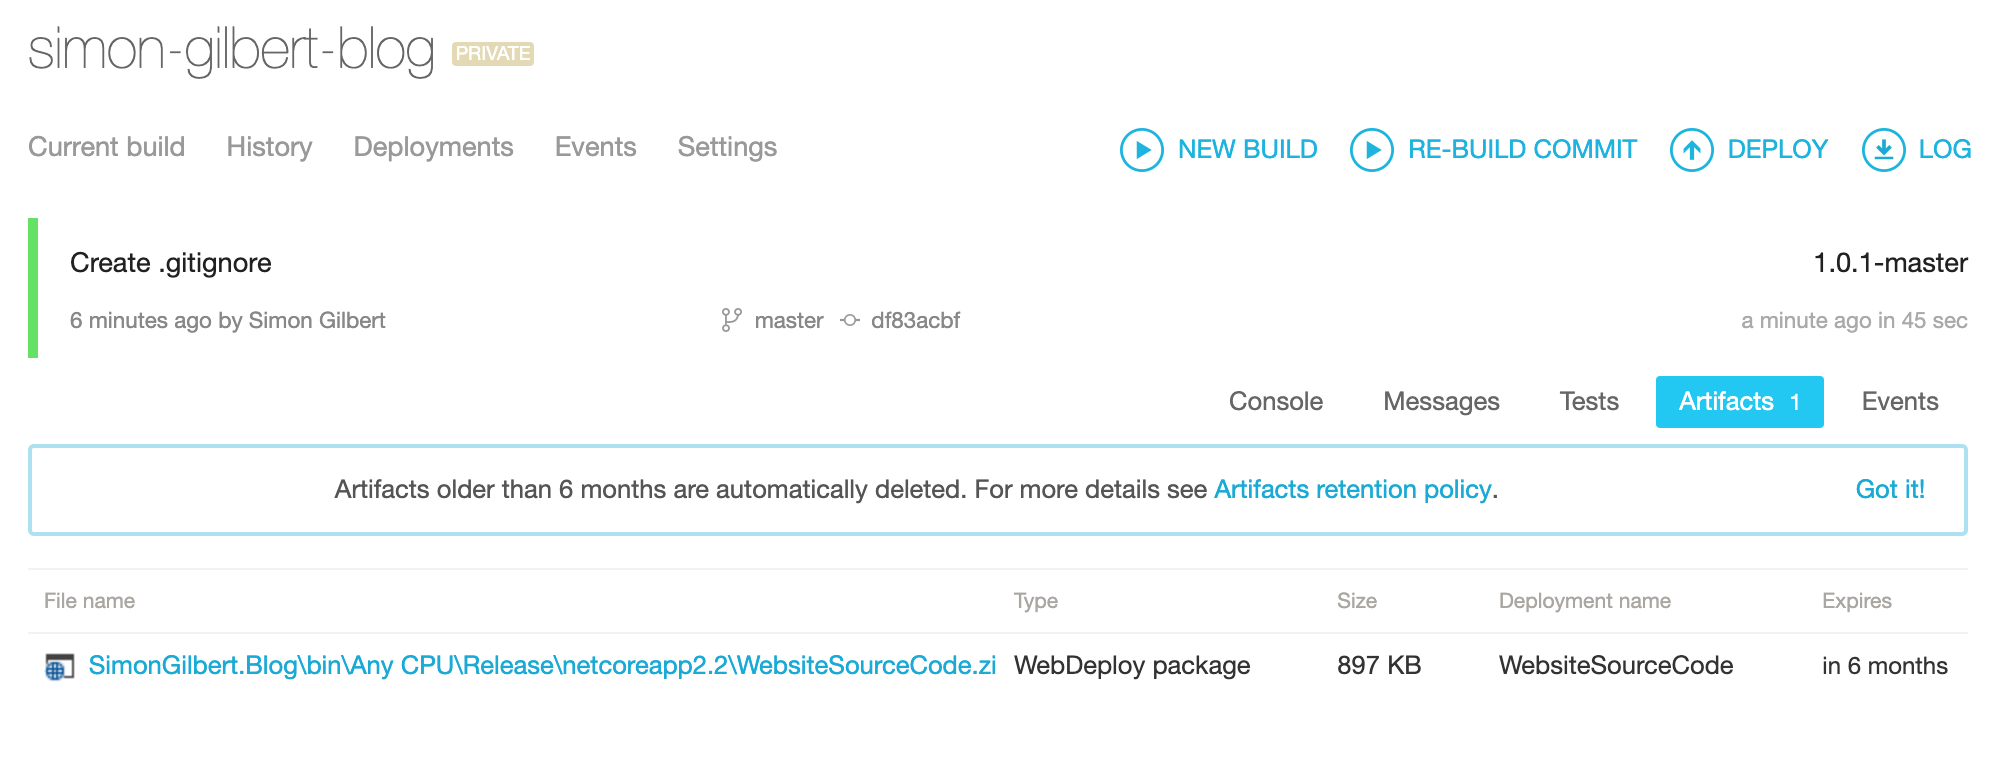 simon-gilbert-blog PRIVATE
Current build History Deployments Events Settings NEW BUILD RE-BUILD COMMIT DEPLOY LOG
Create .gitignore 1.0.1-master
6 minutes ago by Simon Gilbert master df83acbf a minute ago in 45 sec
Console Messages Tests Artifacts 1 Events
Artifacts older than 6 months are automatically deleted. For more details see Artifacts retention policy. Got it!
File name Type Size Deployment name Expires
SimonGilbert.Blog\bin\Any CPU\Release\netcoreapp2.2\WebsiteSourceCode.zi WebDeploy package 897 KB WebsiteSourceCode in 6 months